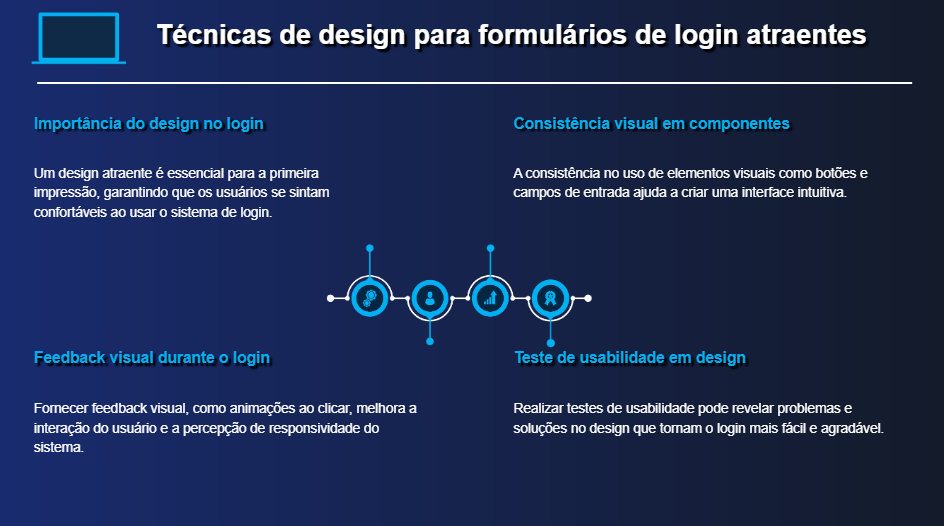 Técnicas de design para formulários de login atraentes
Importância do design no login
Um design atraente é essencial para a primeira
impressão, garantindo que os usuários se sintam
confortáveis ao usar o sistema de login.
Consistência visual em componentes
A consistência no uso de elementos visuais como botões e
campos de entrada ajuda a criar uma interface intuitiva.
Feedback visual durante o login
Fornecer feedback visual, como animações ao clicar, melhora a
interação do usuário e a percepção de responsividade do
sistema.
Teste de usabilidade em design
Realizar testes de usabilidade pode revelar problemas e
soluções no design que tornam o login mais fácil e agradável.